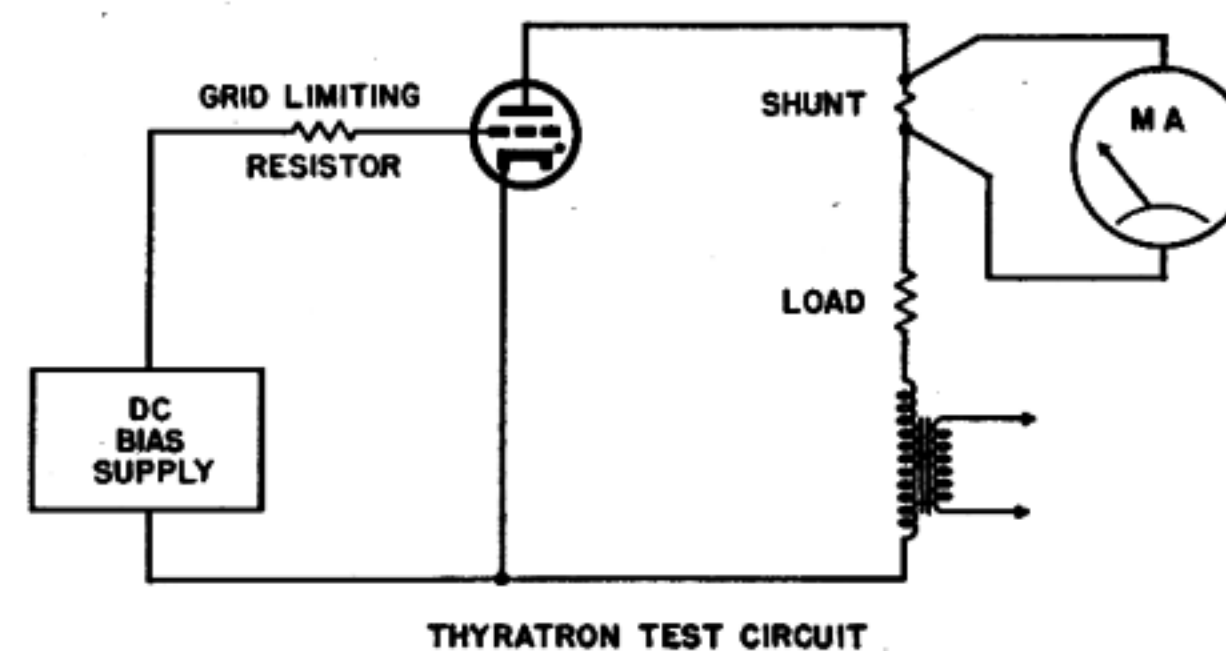 GRID LIMITING
RESISTOR
SHUNT
MA
LOAD
DC
BIAS
SUPPLY
THYRATRON TEST CIRCUIT